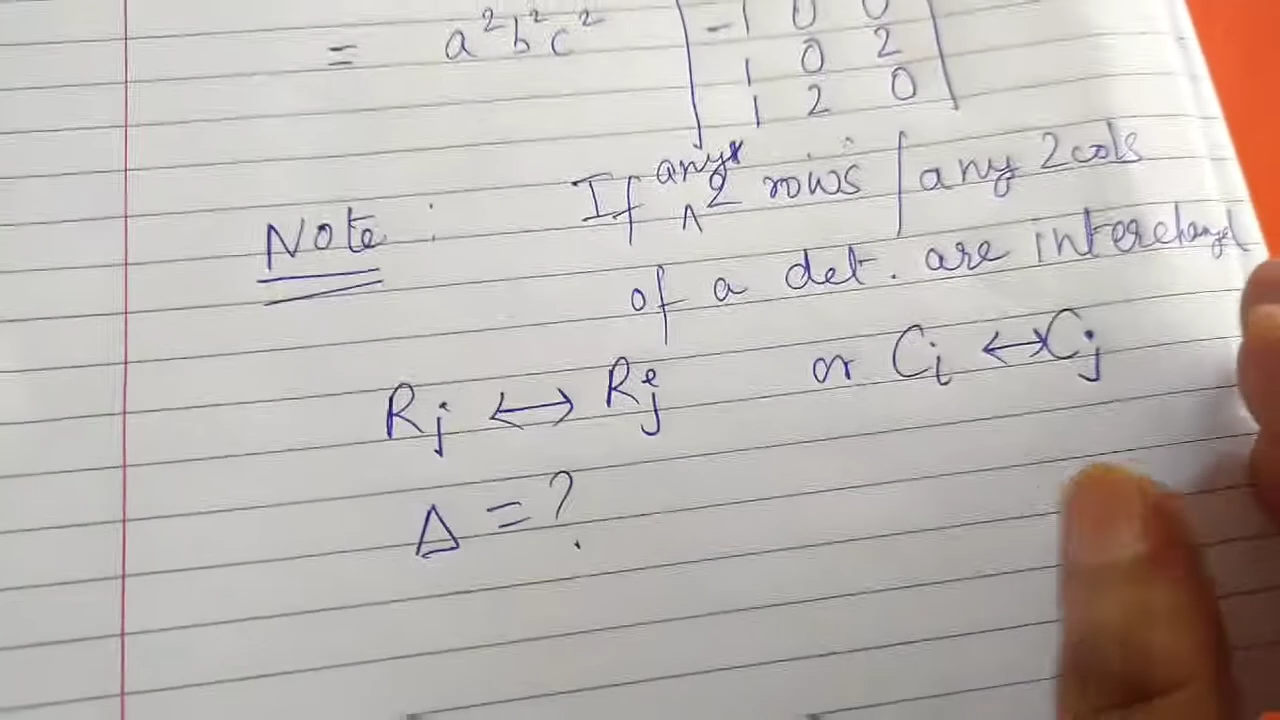 = a²b²c² | -1 0 0 |
1 0 2
1 2 0
Note : If any 2 rows / any 2 cols
of a det. are interchanged
Rj ↔ Rj or Ci ↔ Cj
Δ = ?